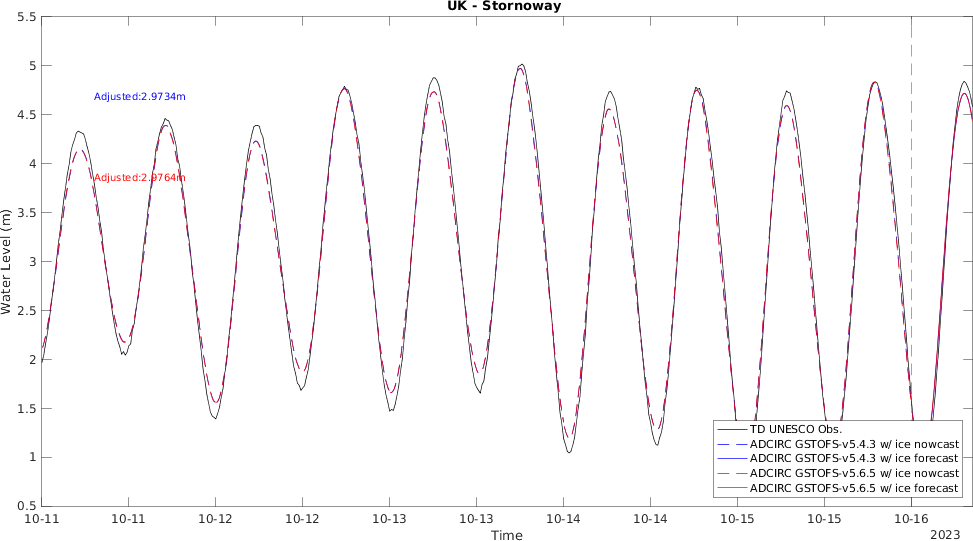 UK - Stornoway
5.5
5
4.5
4
3.5
3
2.5
2
1.5
1
0.5
Water Level (m)
Adjusted:2.9734m
Adjusted:2.9764m
TD UNESCO Obs.
ADCIRC GSTOFS-v5.4.3 w/ ice nowcast
ADCIRC GSTOFS-v5.4.3 w/ ice forecast
ADCIRC GSTOFS-v5.6.5 w/ ice nowcast
ADCIRC GSTOFS-v5.6.5 w/ ice forecast
10-11 10-11 10-12 10-12 10-13 10-13 10-14 10-14 10-15 10-15 10-16
Time
2023